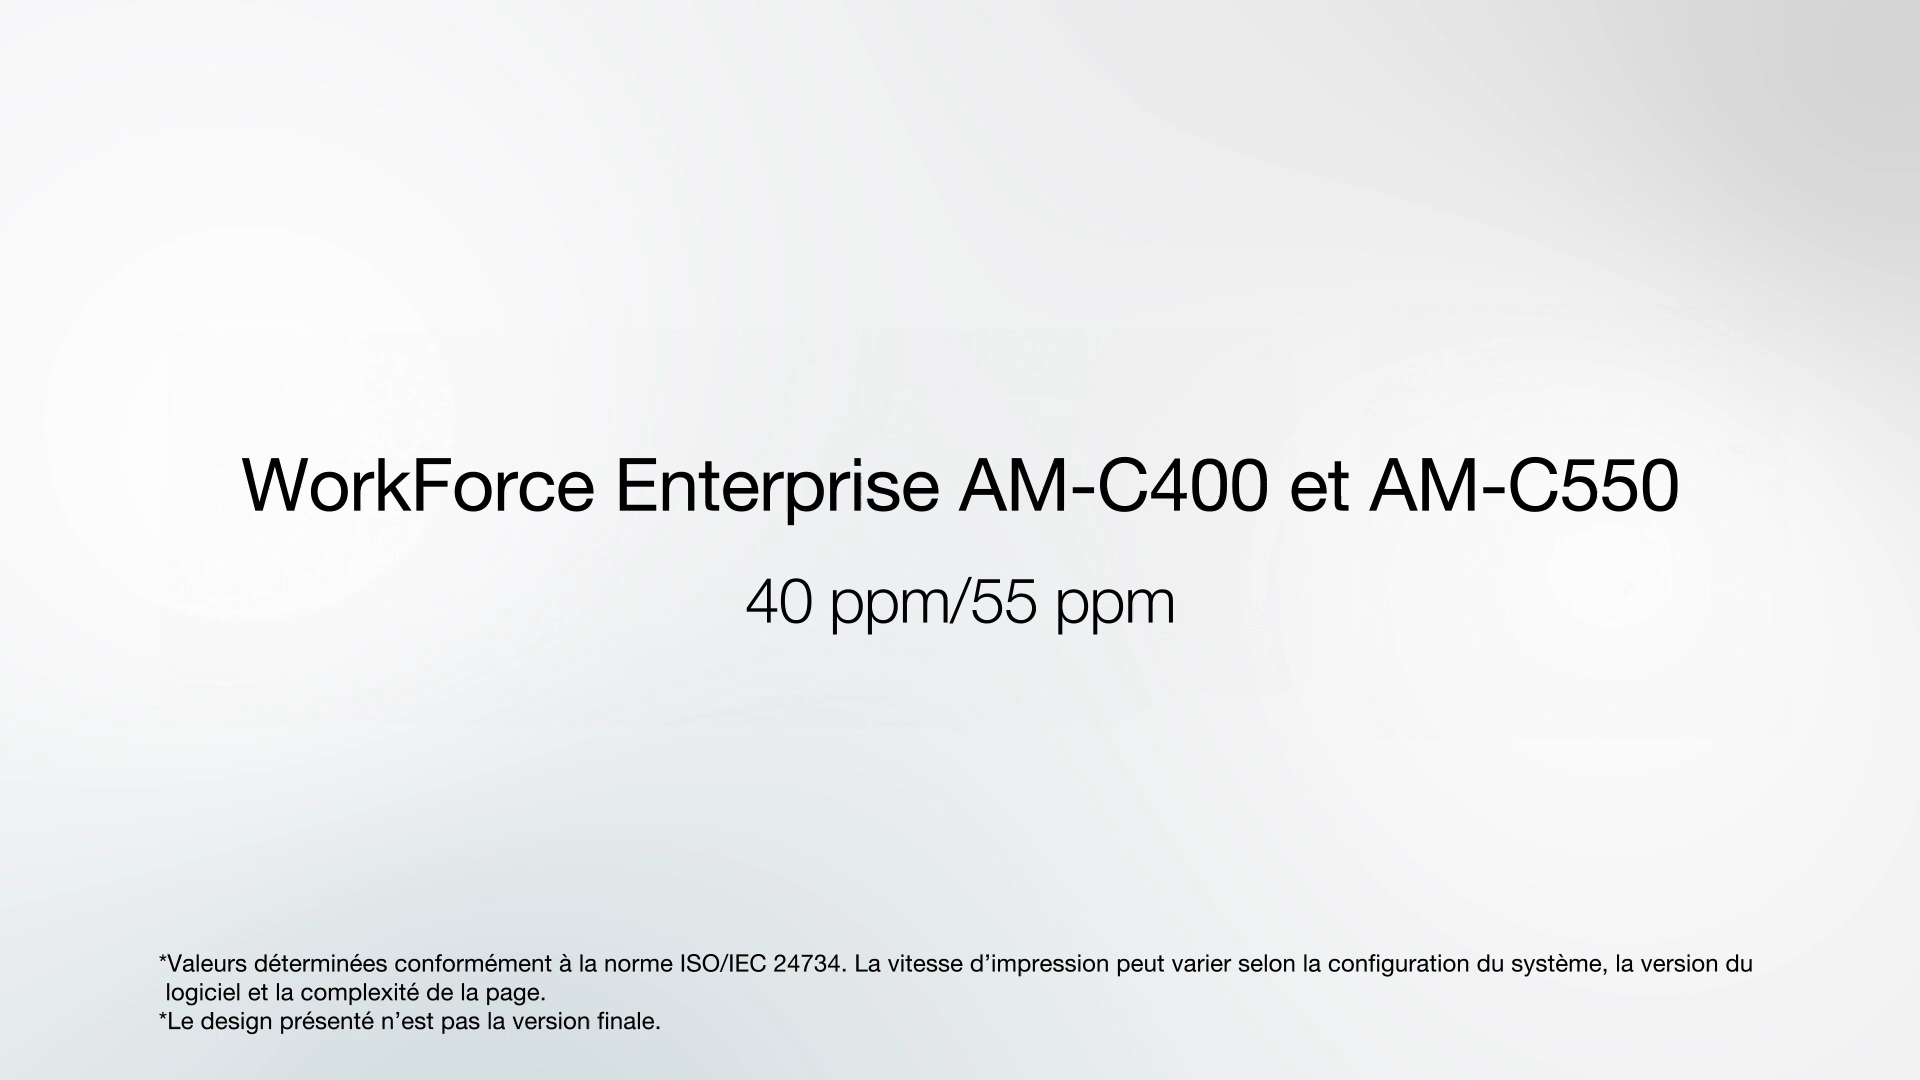 WorkForce Enterprise AM-C400 et AM-C550
40 ppm/55 ppm
*Valeurs déterminées conformément à la norme ISO/IEC 24734. La vitesse d’impression peut varier selon la configuration du système, la version du
logiciel et la complexité de la page.
*Le design présenté n’est pas la version finale.